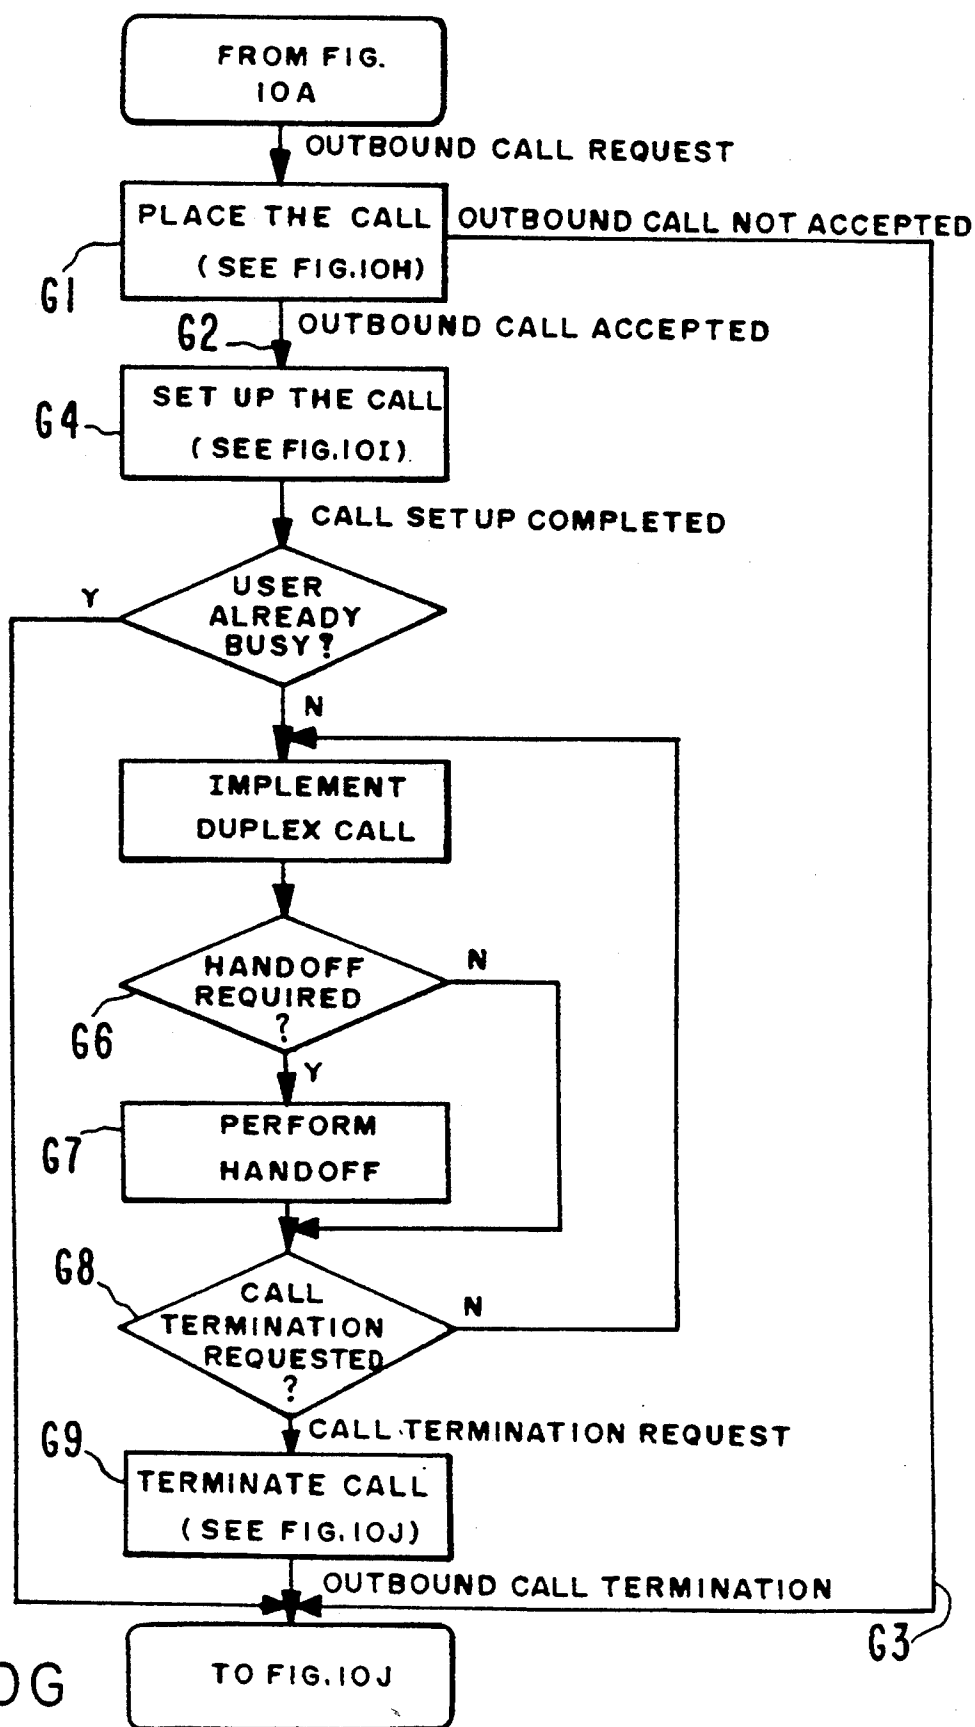 FROM FIG.
10A
OUTBOUND CALL REQUEST
PLACE THE CALL
(SEE FIG.10H)
OUTBOUND CALL NOT ACCEPTED
G1
G2
OUTBOUND CALL ACCEPTED
SET UP THE CALL
(SEE FIG.10I)
G4
CALL SETUP COMPLETED
Y
USER
ALREADY
BUSY?
N
IMPLEMENT
DUPLEX CALL
HANDOFF
REQUIRED
?
N
G6
Y
PERFORM
HANDOFF
G7
G8
CALL
TERMINATION
REQUESTED
?
N
CALL TERMINATION REQUEST
G9
TERMINATE CALL
(SEE FIG.10J)
OUTBOUND CALL TERMINATION
G3
TO FIG.10J
0G